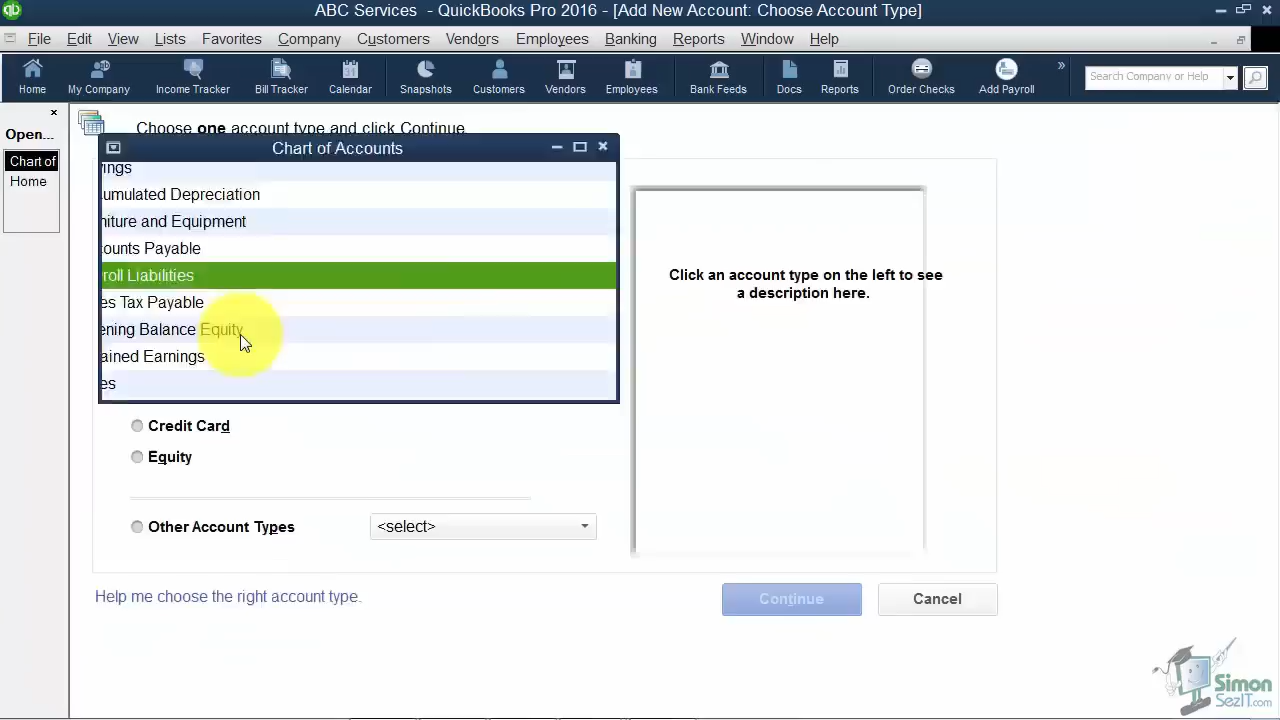 ABC Services - QuickBooks Pro 2016 - [Add New Account: Choose Account Type]
File Edit View Lists Favorites Company Customers Vendors Employees Banking Reports Window Help
Home My Company Income Tracker Bill Tracker Calendar Snapshots Customers Vendors Employees Bank Feeds Docs Reports Order Checks Add Payroll » Search Company or Help
Open...
Chart of
Home
Choose one account type and click Continue.
Chart of Accounts
ings
umulated Depreciation
niture and Equipment
ounts Payable
roll Liabilities
es Tax Payable
ening Balance Equity
ained Earnings
es
Credit Card
Equity
Other Account Types <select>
Click an account type on the left to see
a description here.
Help me choose the right account type.
Continue Cancel
Simon
SezIT.com